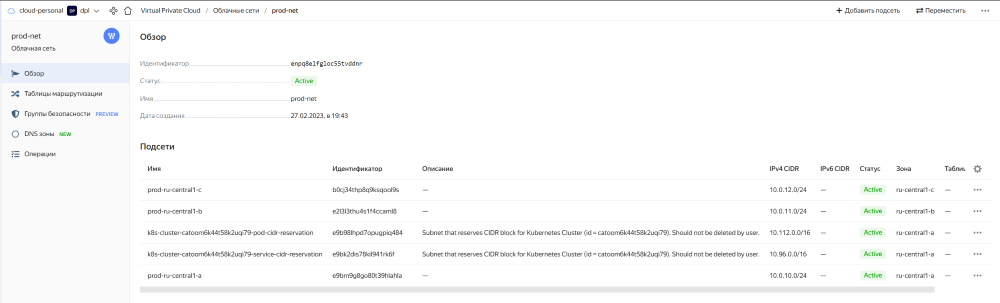 cloud-personal DP dpl Virtual Private Cloud / Облачные сети / prod-net + Добавить подсеть Переместить ...
prod-net
Облачная сеть
Обзор
Таблицы маршрутизации
Группы безопасности PREVIEW
DNS зоны NEW
Операции
Обзор
Идентификатор enpq8elfgloc55tvddnr
Статус Active
Имя prod-net
Дата создания 27.02.2023, в 19:43
Подсети
Имя Идентификатор Описание IPv4 CIDR IPv6 CIDR Статус Зона Таблиц
prod-ru-central1-c b0cj34thp8q9ksqool9s — 10.0.12.0/24 — Active ru-central1-c — ...
prod-ru-central1-b e2l3l3thu4s1f4ccaml8 — 10.0.11.0/24 — Active ru-central1-b — ...
k8s-cluster-catoom6k44t58k2uqi79-pod-cidr-reservation e9b98lhpd7opugpiq484 Subnet that reserves CIDR block for Kubernetes Cluster (id = catoom6k44t58k2uqi79). Should not be deleted by user. 10.112.0.0/16 — Active ru-central1-a — ...
k8s-cluster-catoom6k44t58k2uqi79-service-cidr-reservation e9bk2dis78kil941rk6f Subnet that reserves CIDR block for Kubernetes Cluster (id = catoom6k44t58k2uqi79). Should not be deleted by user. 10.96.0.0/16 — Active ru-central1-a — ...
prod-ru-central1-a e9bm9g8go80t39hlahla — 10.0.10.0/24 — Active ru-central1-a — ...